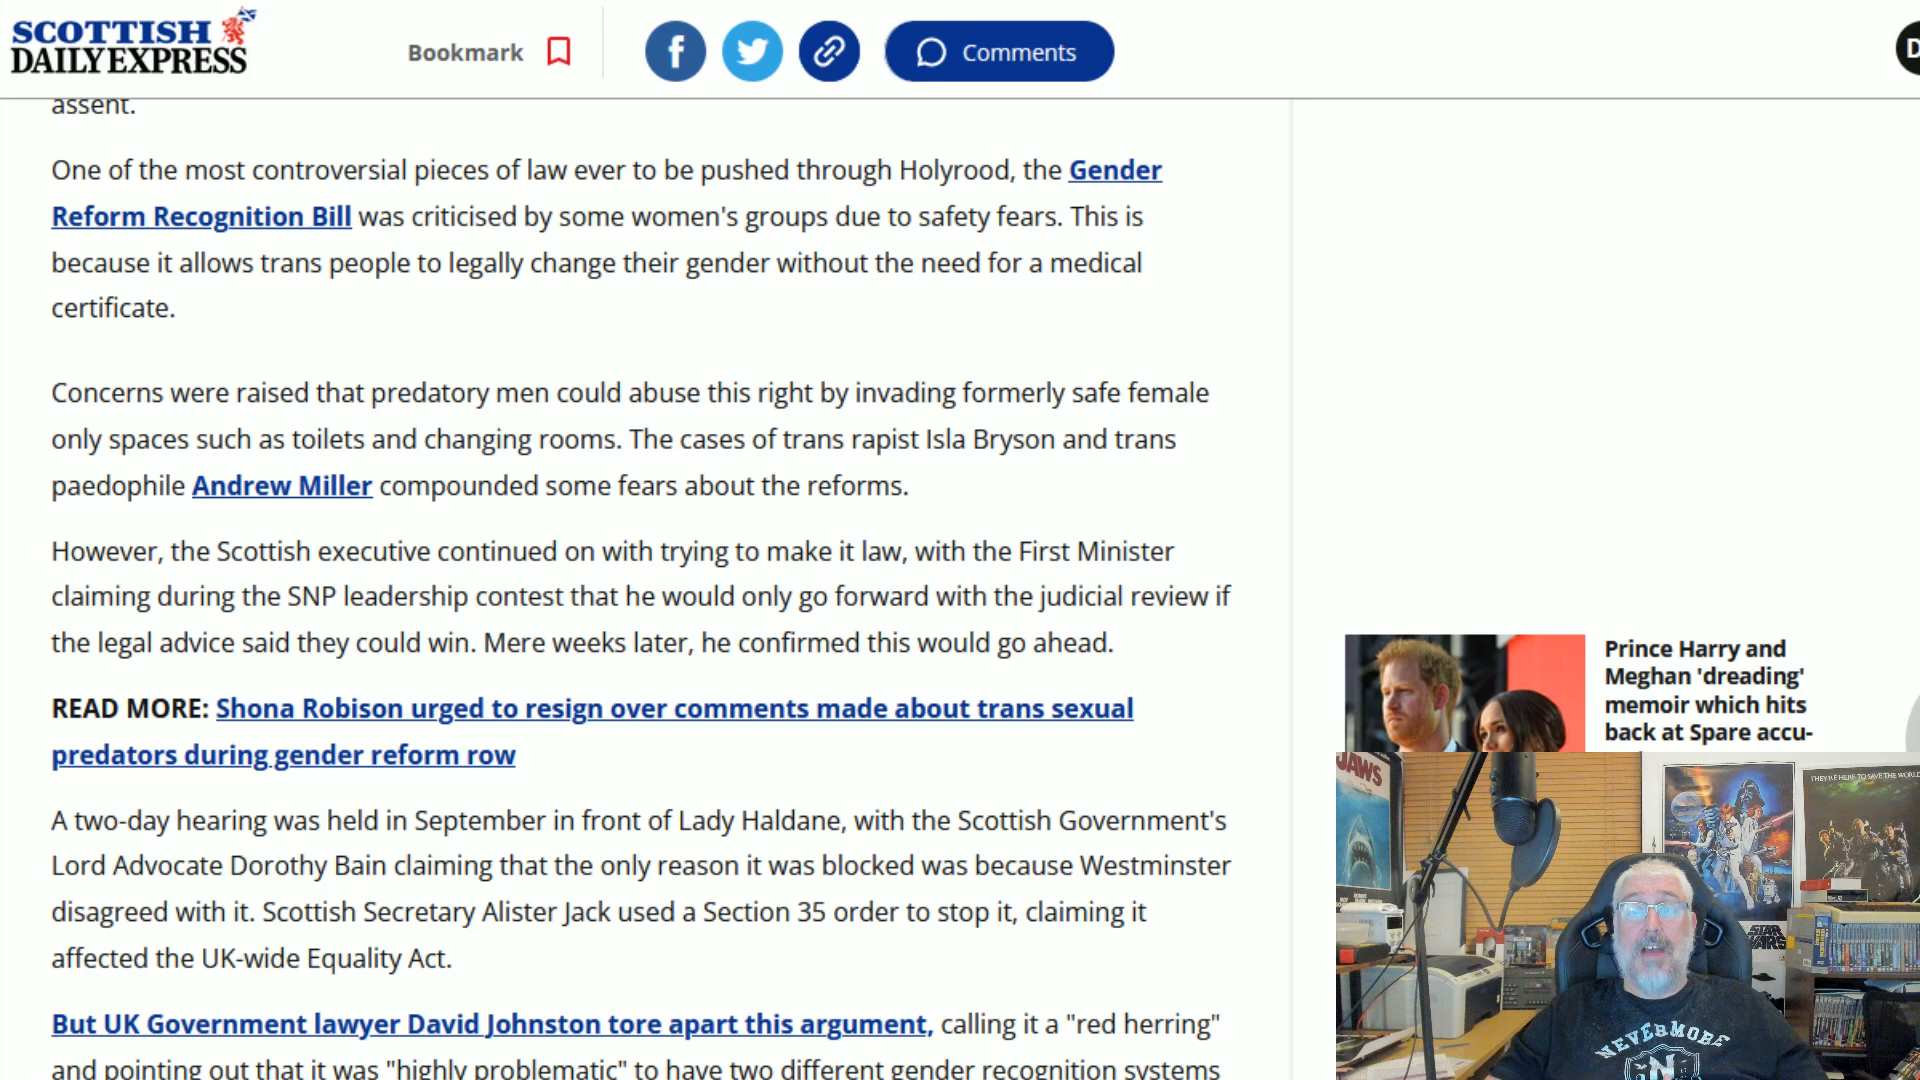 SCOTTISH
DAILY EXPRESS
Bookmark
Comments
D
assent.
One of the most controversial pieces of law ever to be pushed through Holyrood, the Gender
Reform Recognition Bill was criticised by some women's groups due to safety fears. This is
because it allows trans people to legally change their gender without the need for a medical
certificate.
Concerns were raised that predatory men could abuse this right by invading formerly safe female
only spaces such as toilets and changing rooms. The cases of trans rapist Isla Bryson and trans
paedophile Andrew Miller compounded some fears about the reforms.
However, the Scottish executive continued on with trying to make it law, with the First Minister
claiming during the SNP leadership contest that he would only go forward with the judicial review if
the legal advice said they could win. Mere weeks later, he confirmed this would go ahead.
READ MORE: Shona Robison urged to resign over comments made about trans sexual
predators during gender reform row
A two-day hearing was held in September in front of Lady Haldane, with the Scottish Government's
Lord Advocate Dorothy Bain claiming that the only reason it was blocked was because Westminster
disagreed with it. Scottish Secretary Alister Jack used a Section 35 order to stop it, claiming it
affected the UK-wide Equality Act.
But UK Government lawyer David Johnston tore apart this argument, calling it a "red herring"
and pointing out that it was "highly problematic" to have two different gender recognition systems
Prince Harry and
Meghan 'dreading'
memoir which hits
back at Spare accu-
JAWS
THEY'RE HERE TO SAVE THE WORLD
STAR
WARS
NEVERMORE
N